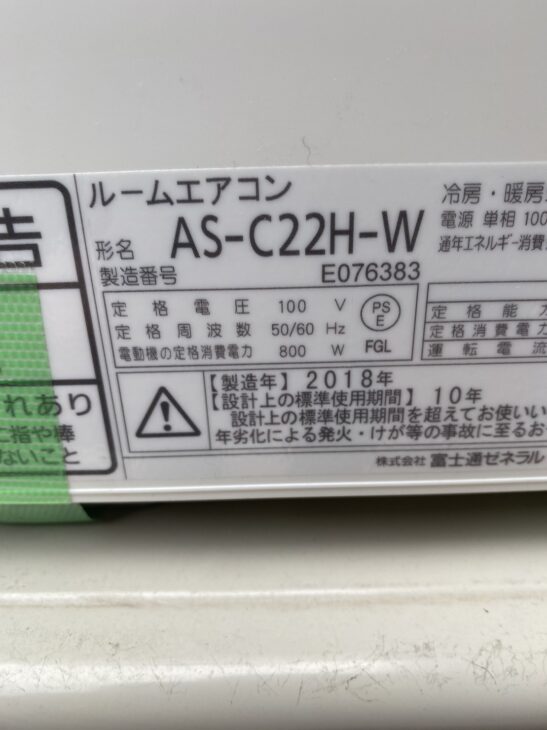 ルームエアコン
形名 AS-C22H-W
製造番号 E076383
定格電圧 100 V
定格周波数 50/60 Hz
電動機の定格消費電力 800 W
PS
E
FGL
冷房・暖房
電源 単相 100
通年エネルギー消費
定格能力
定格消費電力
運転電流
【製造年】2018年
【設計上の標準使用期間】10年
設計上の標準使用期間を超えてお使いい
年劣化による発火・けが等の事故に至るお
株式会社 富士通ゼネラル
告
れあり
に指や棒
ないこと